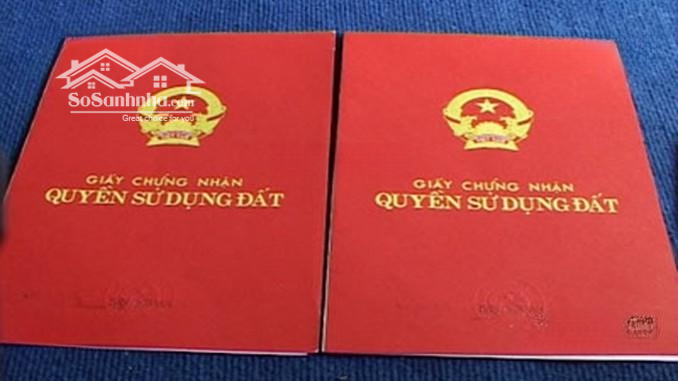 SoSanhnha.com
Great choice for you
GIẤY CHỨNG NHẬN
QUYỀN SỬ DỤNG ĐẤT
GIẤY CHỨNG NHẬN
QUYỀN SỬ DỤNG ĐẤT